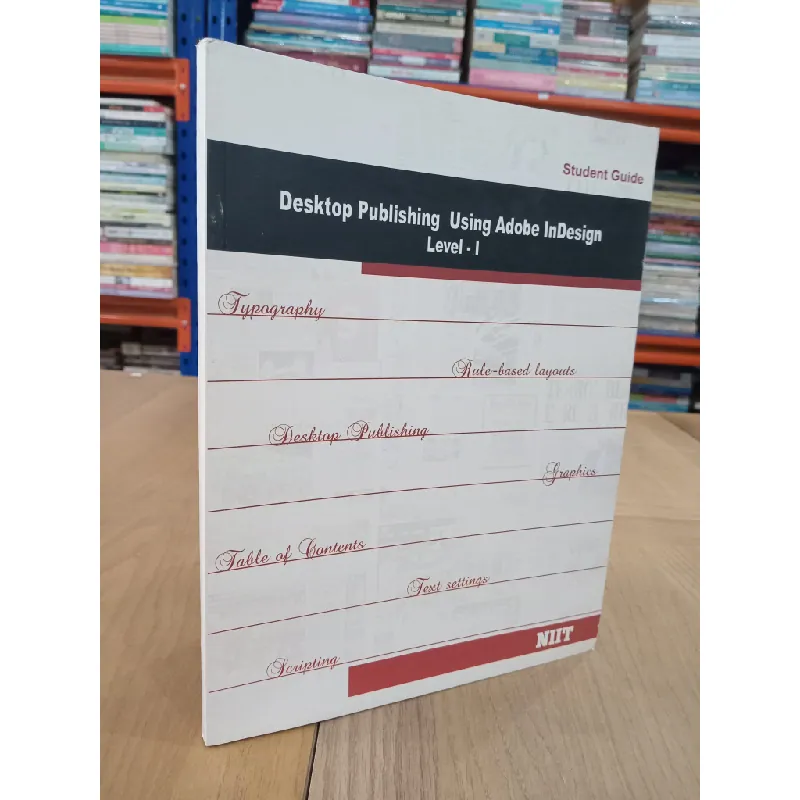 Student Guide
Desktop Publishing Using Adobe InDesign
Level - I
Typography
Rule-based layouts
Desktop Publishing
Graphics
Table of Contents
Text settings
Scripting
NIIT